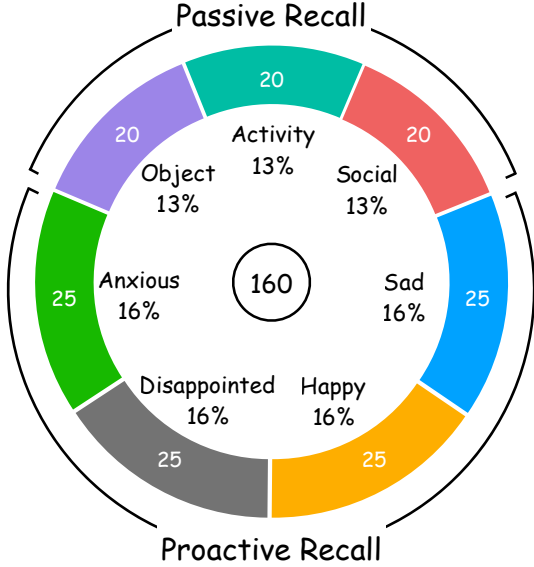 Passive Recall
20
20
20
Activity
13%
Object
13%
Social
13%
25
Anxious
16%
160
Sad
16%
25
Disappointed
16%
Happy
16%
25
25
Proactive Recall